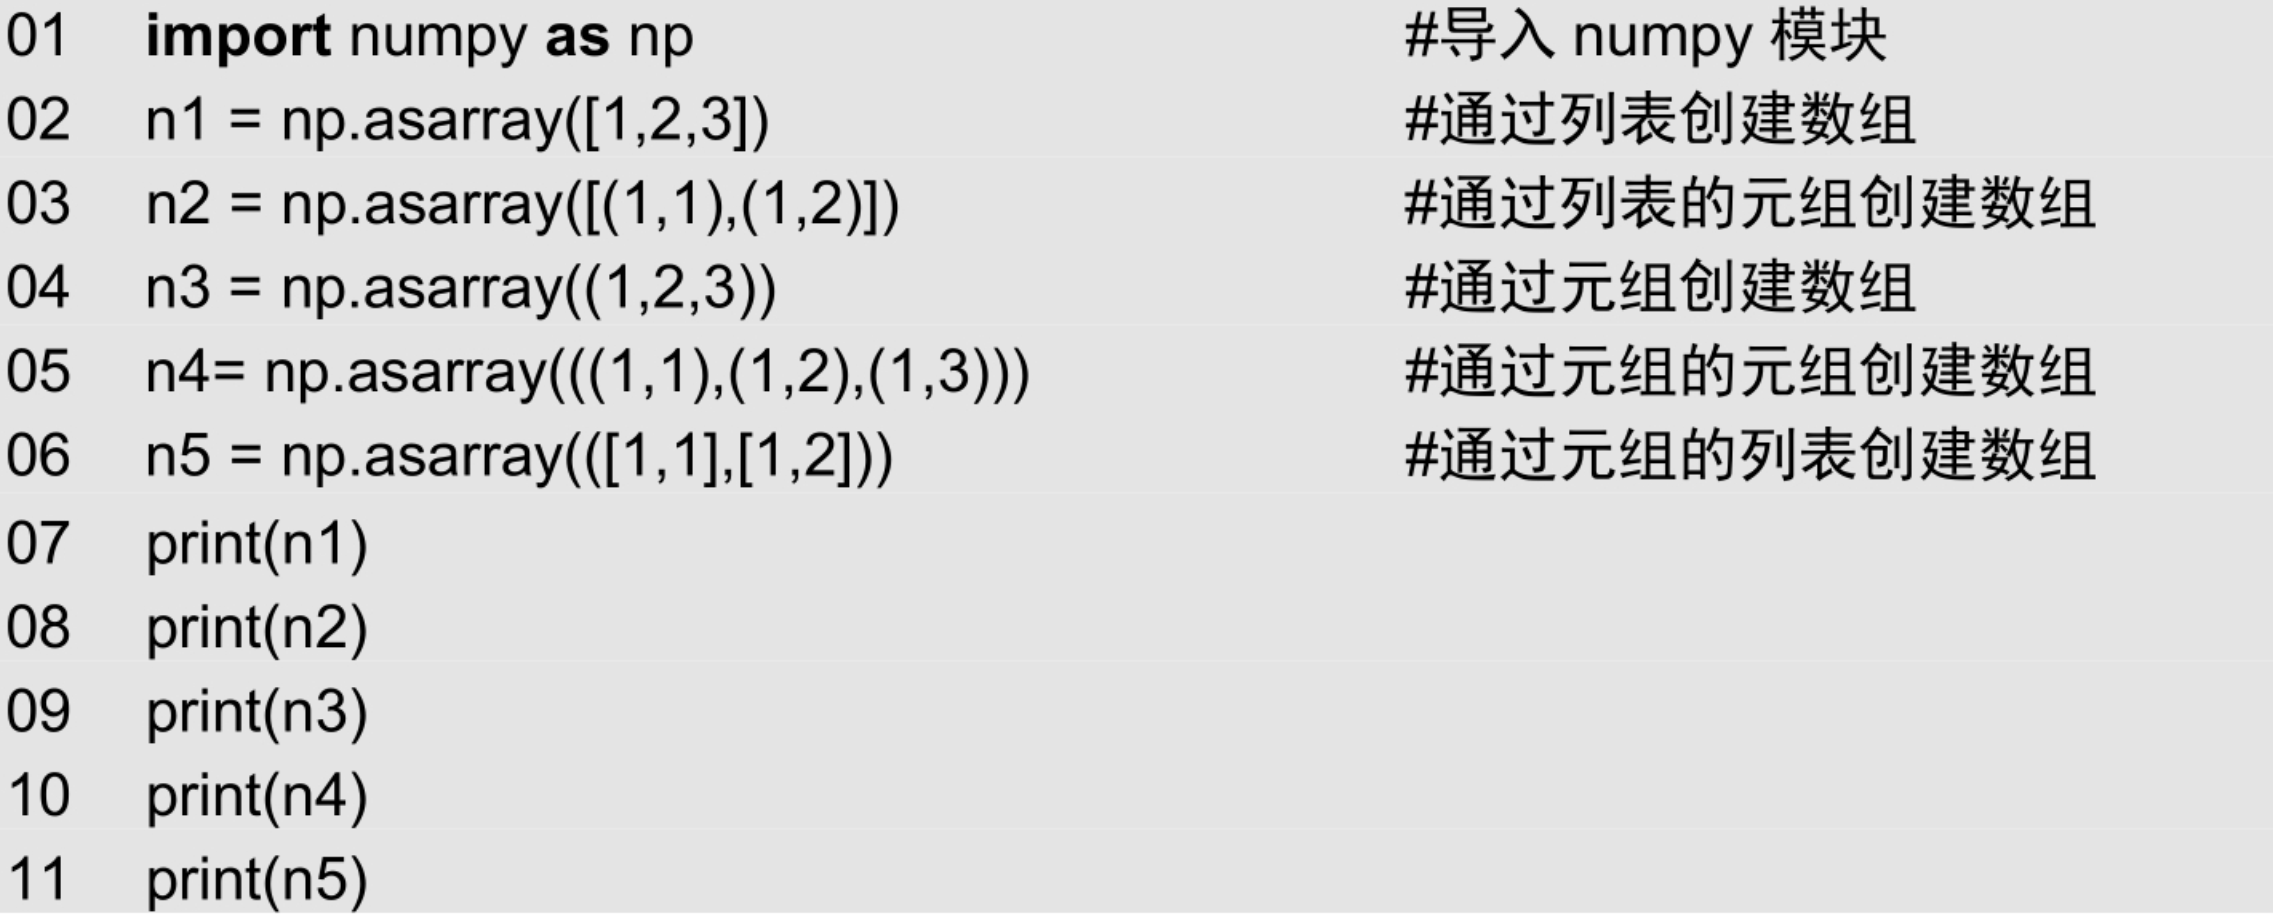 01 import numpy as np #导入 numpy 模块
02 n1 = np.asarray([1,2,3]) #通过列表创建数组
03 n2 = np.asarray([(1,1),(1,2)]) #通过列表的元组创建数组
04 n3 = np.asarray((1,2,3)) #通过元组创建数组
05 n4= np.asarray(((1,1),(1,2),(1,3))) #通过元组的元组创建数组
06 n5 = np.asarray(([1,1],[1,2])) #通过元组的列表创建数组
07 print(n1)
08 print(n2)
09 print(n3)
10 print(n4)
11 print(n5)